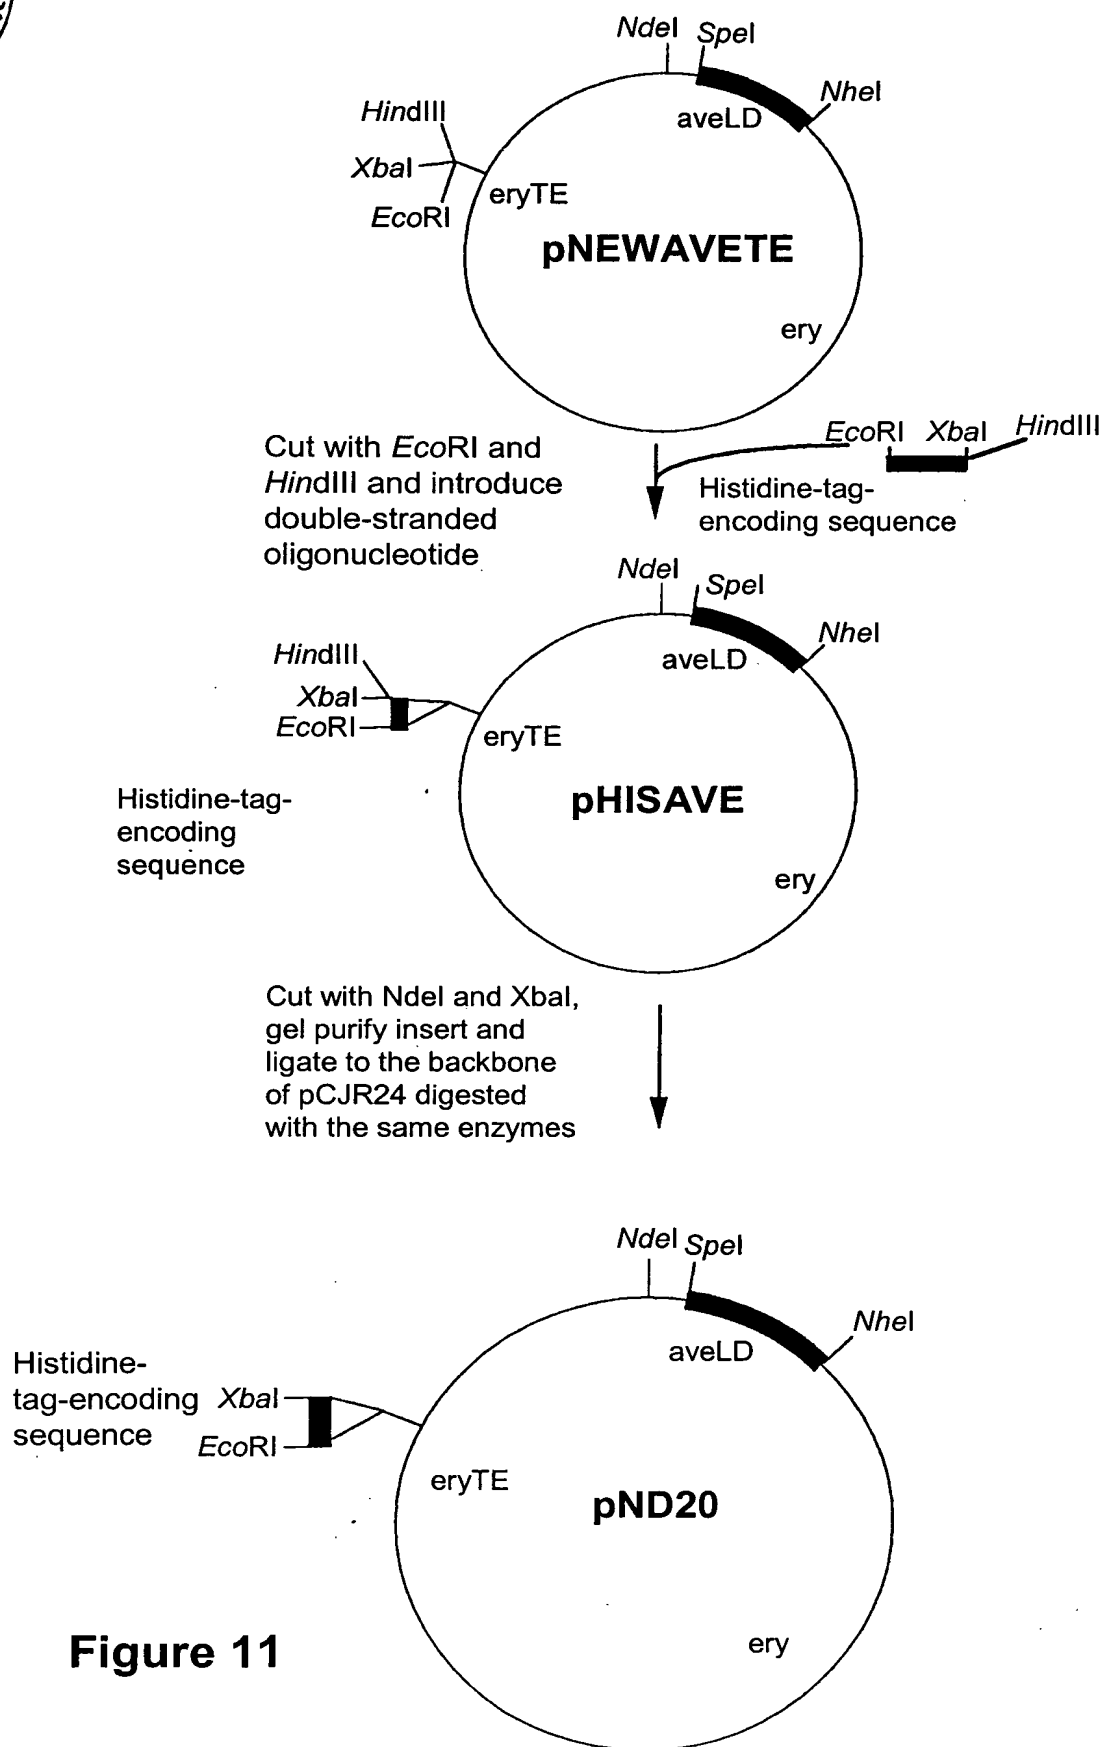 NdeI SpeI
NheI
aveLD
HindIII
XbaI
EcoRI
eryTE
pNEWAVETE
ery
Cut with EcoRI and
HindIII and introduce
double-stranded
oligonucleotide
EcoRI XbaI HindIII
Histidine-tag-
encoding sequence
NdeI SpeI
NheI
aveLD
HindIII
XbaI
EcoRI
eryTE
Histidine-tag-
encoding
sequence
pHISAVE
ery
Cut with NdeI and XbaI,
gel purify insert and
ligate to the backbone
of pCJR24 digested
with the same enzymes
NdeI SpeI
NheI
aveLD
Histidine-
tag-encoding
sequence
XbaI
EcoRI
eryTE
pND20
ery
Figure 11